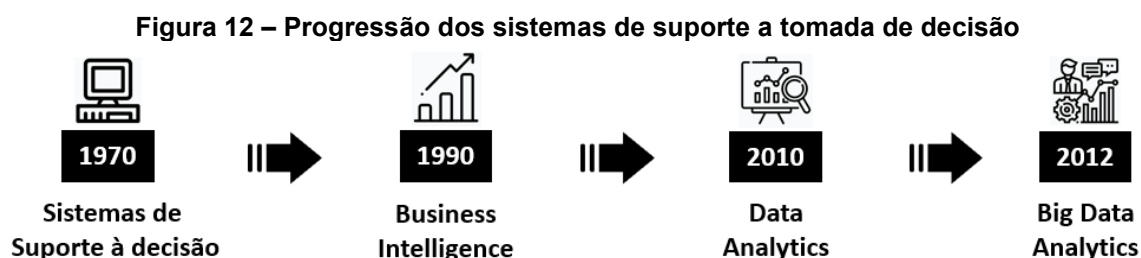 Figura 12 – Progressão dos sistemas de suporte a tomada de decisão
1970
1990
2010
2012
Sistemas de
Suporte à decisão
Business
Intelligence
Data
Analytics
Big Data
Analytics